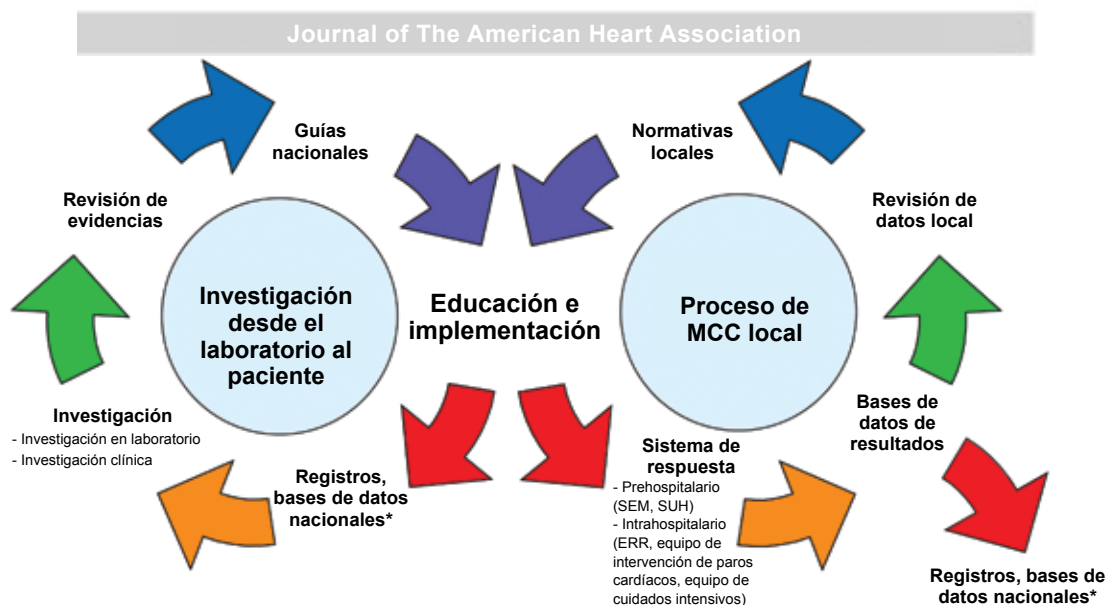 Journal of The American Heart Association
Guías
nacionales
Normativas
locales
Revisión de
evidencias
Revisión de
datos local
Investigación
desde el
laboratorio al
paciente
Educación e
implementación
Proceso de
MCC local
Investigación
- Investigación en laboratorio
- Investigación clínica
Registros,
bases de datos
nacionales*
Sistema de
respuesta
- Prehospitalario
(SEM, SUH)
- Intrahospitalario
(ERR, equipo de
intervención de paros
cardíacos, equipo de
cuidados intensivos)
Bases de
datos de
resultados
Registros, bases de
datos nacionales*